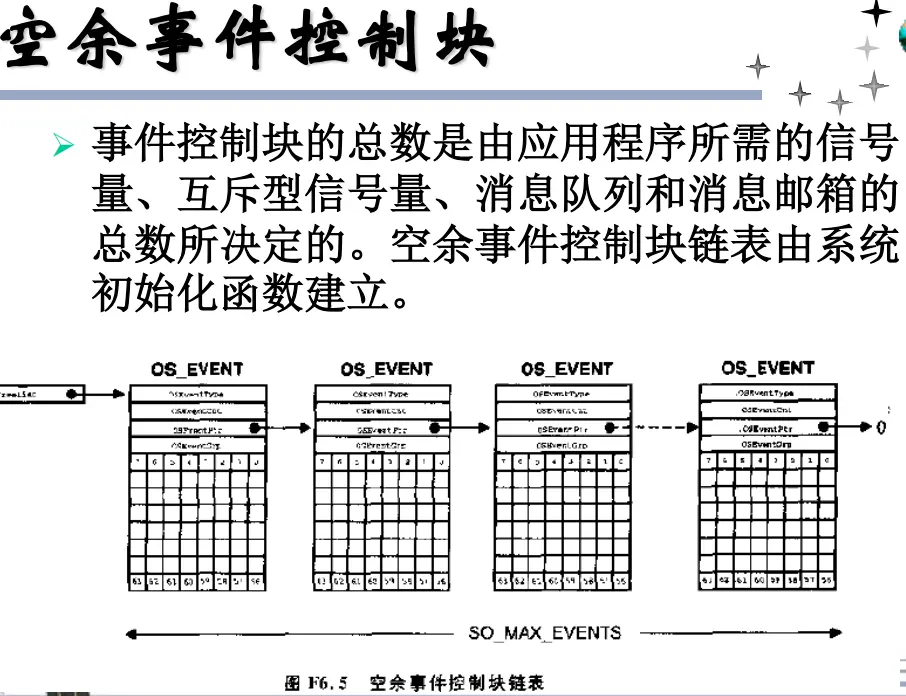 空余事件控制块
事件控制块的总数是由应用程序所需的信号
量、互斥型信号量、消息队列和消息邮箱的
总数所决定的。空余事件控制块链表由系统
初始化函数建立。
OS_EVENT OS_EVENT OS_EVENT OS_EVENT
OSEventType OSEventType OSEventType .OSEventType
OSEventCnt OSEventCnt OSEventCnt OSEventCnt
OSEventPtr OSEventPtr OSEventPtr .OSEventPtr 0
OSEventGrp OSEventGrp OSEventGrp OSEventGrp
7 6 5 4 3 2 1 0 7 6 5 4 3 2 1 0 7 6 5 4 3 2 1 0 7 6 5 4 3 2 1 0
63 62 61 60 59 58 57 56 63 62 61 60 59 58 57 56 63 62 61 60 59 58 57 56 63 62 61 60 59 58 57 56
SO_MAX_EVENTS
图 F6.5 空余事件控制块链表